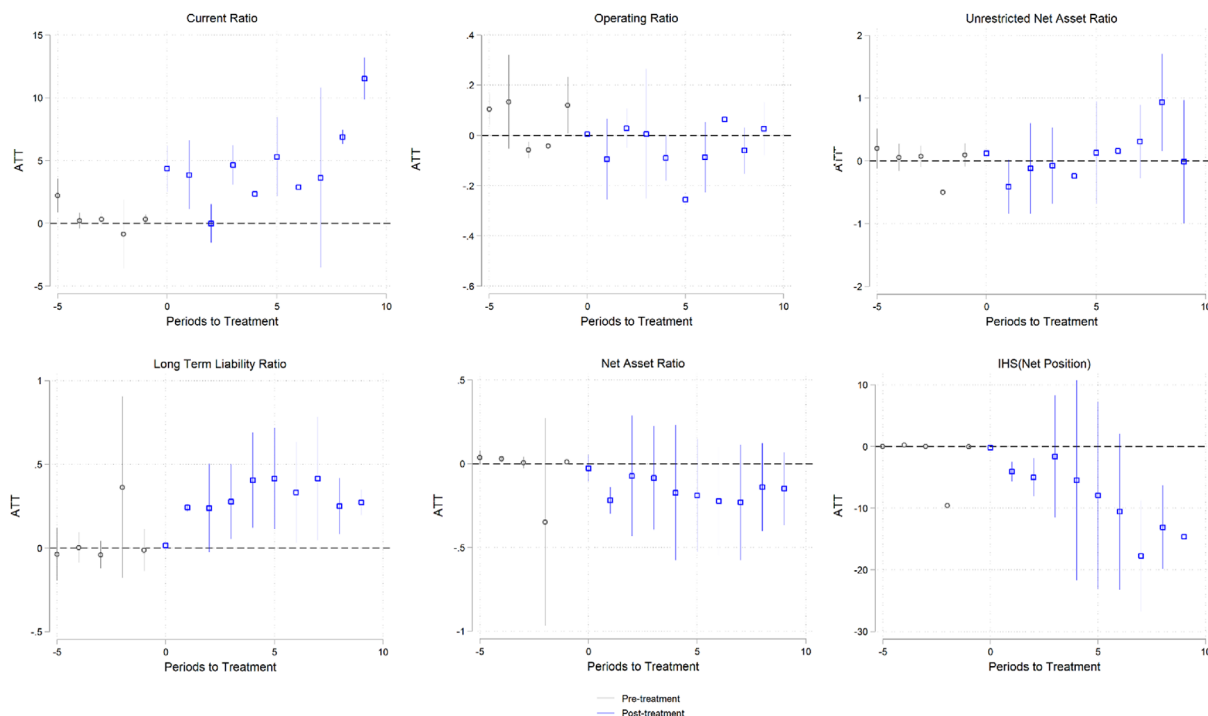 Current Ratio
ATT
15
10
5
0
-5
-5
0
5
10
Periods to Treatment
Operating Ratio
ATT
.4
.2
0
-.2
-.4
-.6
-5
0
5
10
Periods to Treatment
Unrestricted Net Asset Ratio
ATT
2
1
0
-1
-2
-5
0
5
10
Periods to Treatment
Long Term Liability Ratio
ATT
1
.5
0
-.5
-5
0
5
10
Periods to Treatment
Net Asset Ratio
ATT
.5
0
-.5
-1
-5
0
5
10
Periods to Treatment
IHS(Net Position)
ATT
10
0
-10
-20
-30
-5
0
5
10
Periods to Treatment
Pre-treatment
Post-treatment